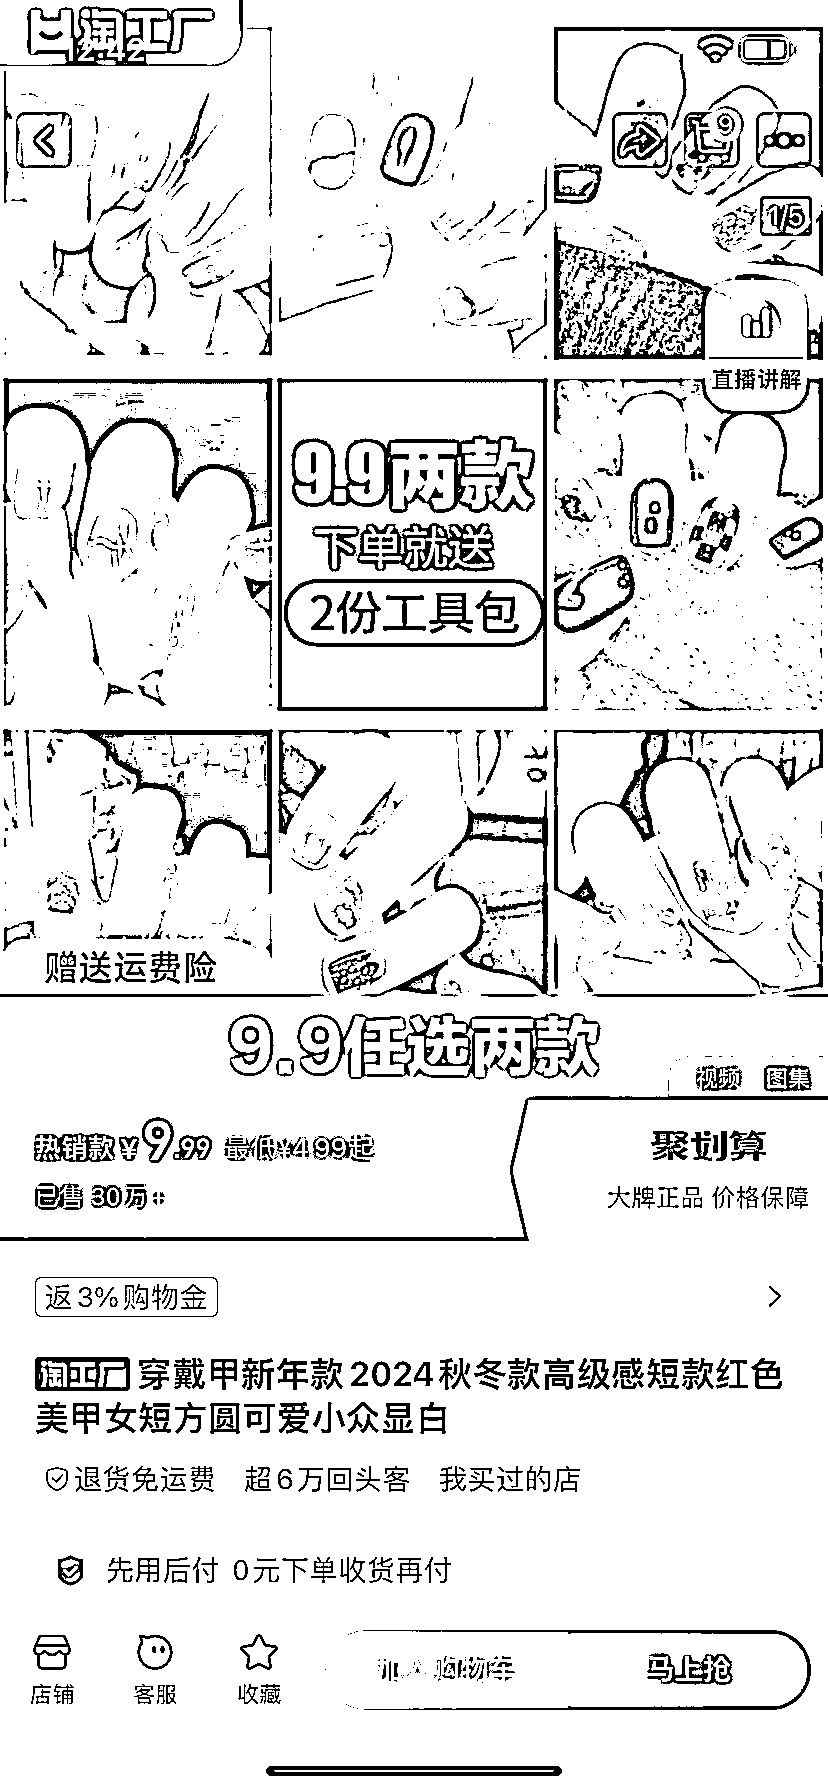 淘工厂
2:42
9
1/5
直播讲解
9.9两款
下单就送
2份工具包
ok
赠送运费险
9.9任选两款
视频 图集
热销款 ¥9.99 最低¥4.99起
聚划算
已售 30万+
大牌正品 价格保障
返3%购物金
淘工厂 穿戴甲新年款2024秋冬款高级感短款红色
美甲女短方圆可爱小众显白
退货免运费 超6万回头客 我买过的店
先用后付 0元下单收货再付
加入购物车 马上抢
店铺 客服 收藏